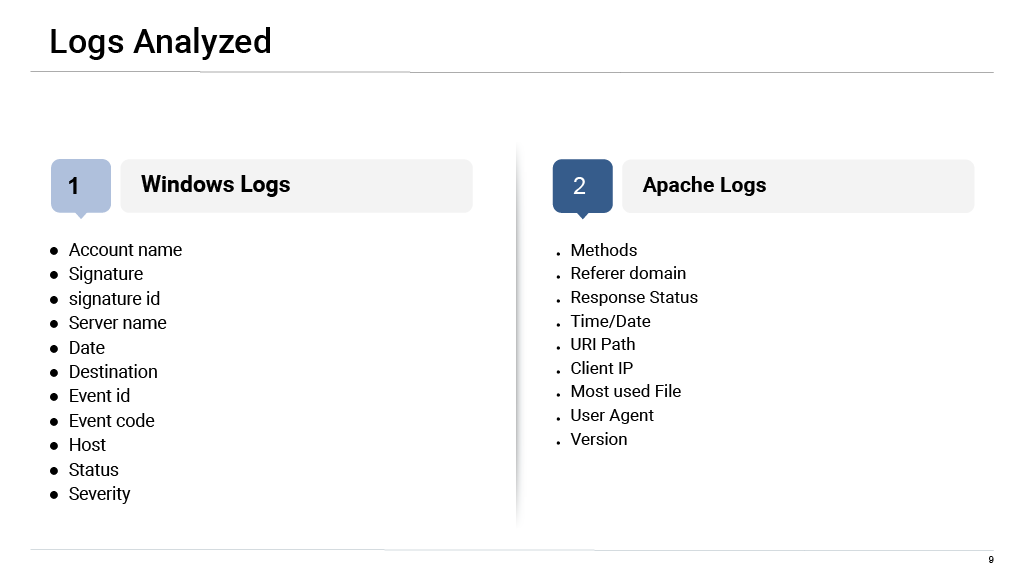 Logs Analyzed
1
Windows Logs
● Account name
● Signature
● signature id
● Server name
● Date
● Destination
● Event id
● Event code
● Host
● Status
● Severity
2
Apache Logs
• Methods
• Referer domain
• Response Status
• Time/Date
• URI Path
• Client IP
• Most used File
• User Agent
• Version
9